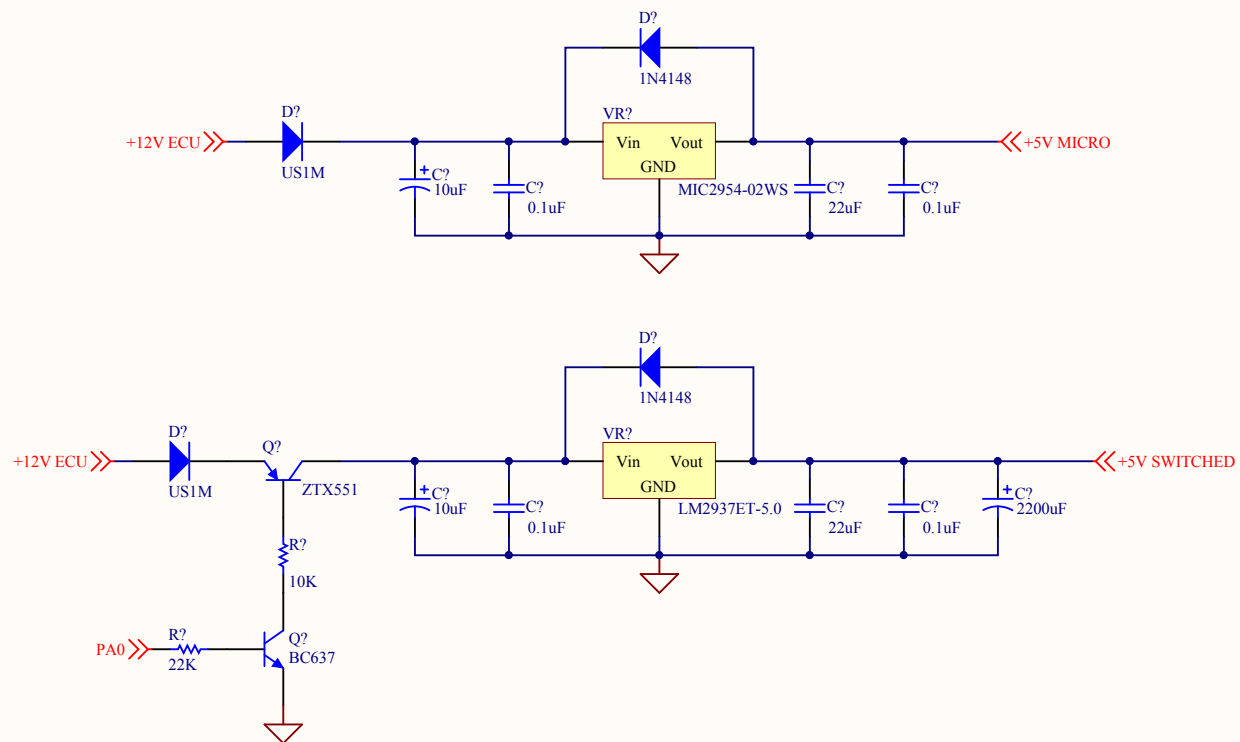 D?
1N4148
D?
VR?
+12V ECU
Vin Vout
+5V MICRO
GND
US1M
C?
10uF
C?
0.1uF
MIC2954-02WS
C?
22uF
C?
0.1uF
D?
1N4148
D?
Q?
VR?
+12V ECU
Vin Vout
+5V SWITCHED
GND
US1M
ZTX551
C?
10uF
C?
0.1uF
LM2937ET-5.0
C?
22uF
C?
0.1uF
C?
2200uF
R?
10K
R?
Q?
PA0
BC637
22K